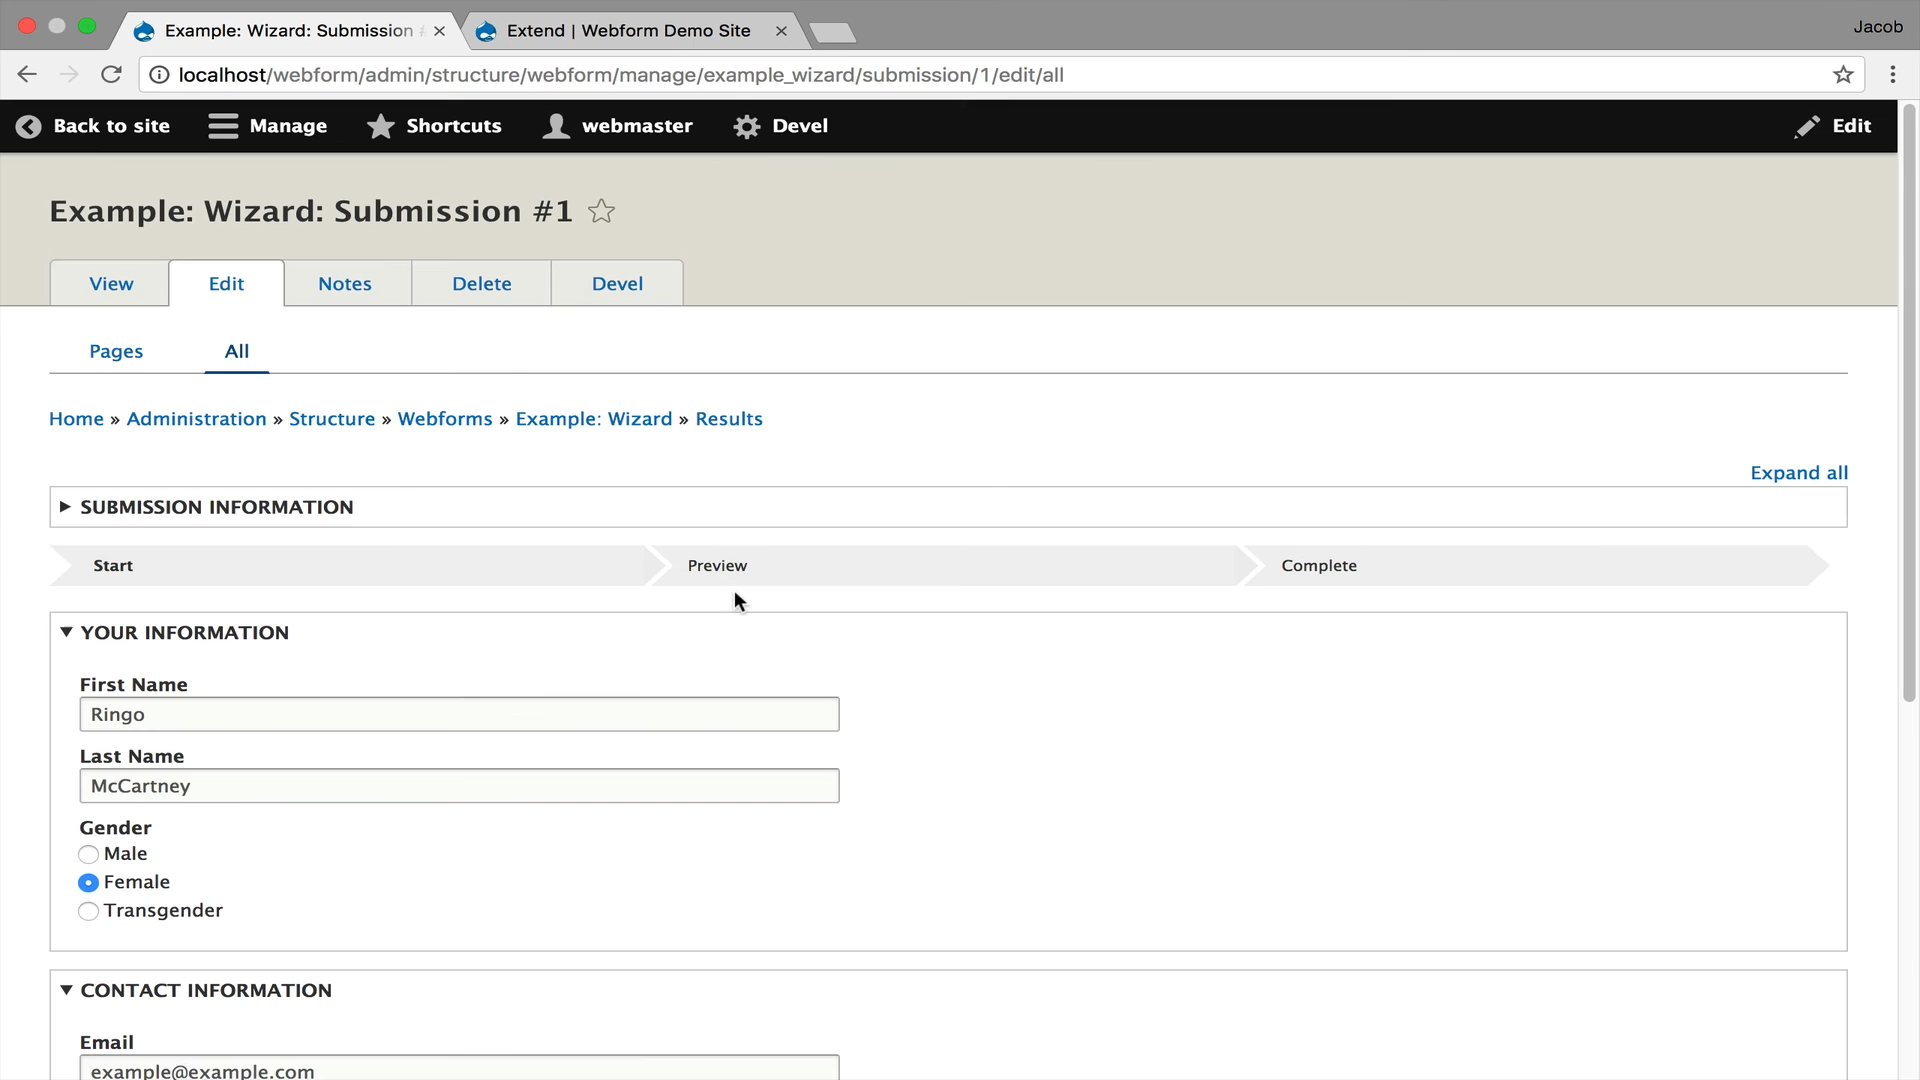 Example: Wizard: Submission
Extend | Webform Demo Site
Jacob
localhost/webform/admin/structure/webform/manage/example_wizard/submission/1/edit/all
Back to site
Manage
Shortcuts
webmaster
Devel
Edit
Example: Wizard: Submission #1
View
Edit
Notes
Delete
Devel
Pages
All
Home » Administration » Structure » Webforms » Example: Wizard » Results
Expand all
SUBMISSION INFORMATION
Start
Preview
Complete
YOUR INFORMATION
First Name
Ringo
Last Name
McCartney
Gender
Male
Female
Transgender
CONTACT INFORMATION
Email
example@example.com